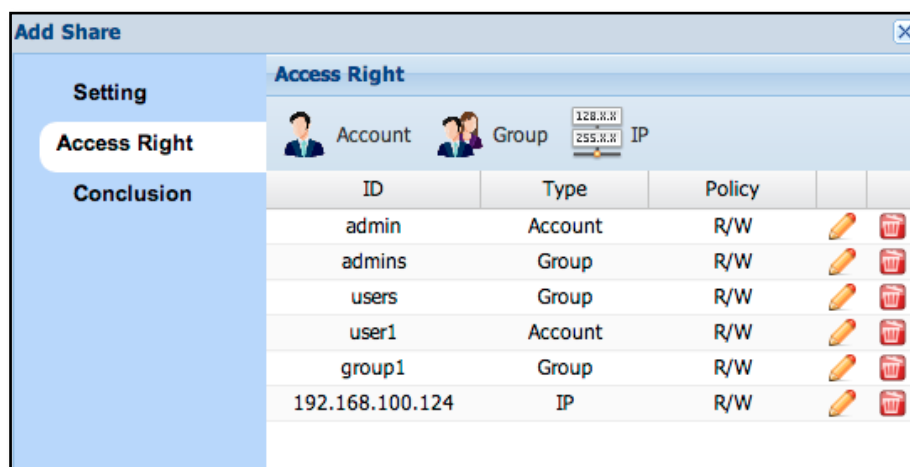 Add Share
Setting
Access Right
Conclusion
Access Right
Account Group 128.X.X 255.X.X IP
ID Type Policy
admin Account R/W
admins Group R/W
users Group R/W
user1 Account R/W
group1 Group R/W
192.168.100.124 IP R/W